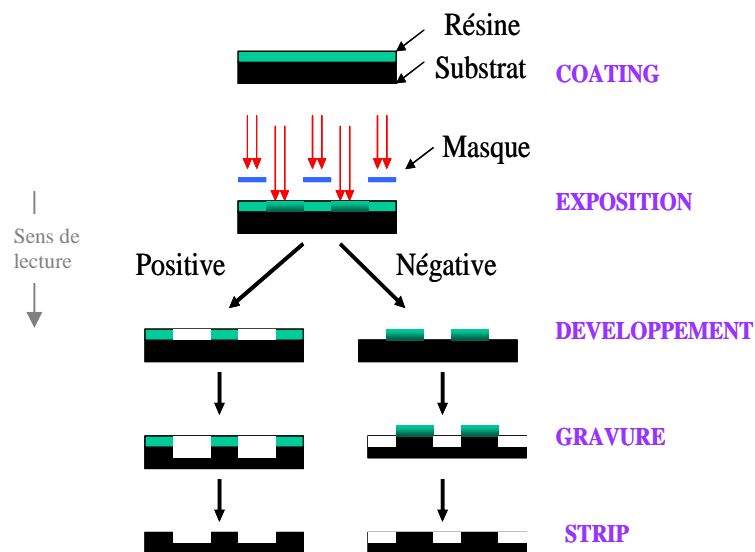 Résine
Substrat
COATING
Masque
EXPOSITION
Sens de
lecture
Positive
Négative
DEVELOPPEMENT
GRAVURE
STRIP